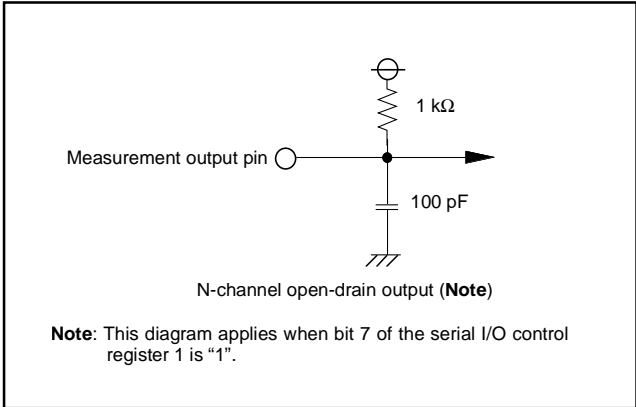 1 kΩ
Measurement output pin
100 pF
N-channel open-drain output (Note)
Note: This diagram applies when bit 7 of the serial I/O control
register 1 is “1”.